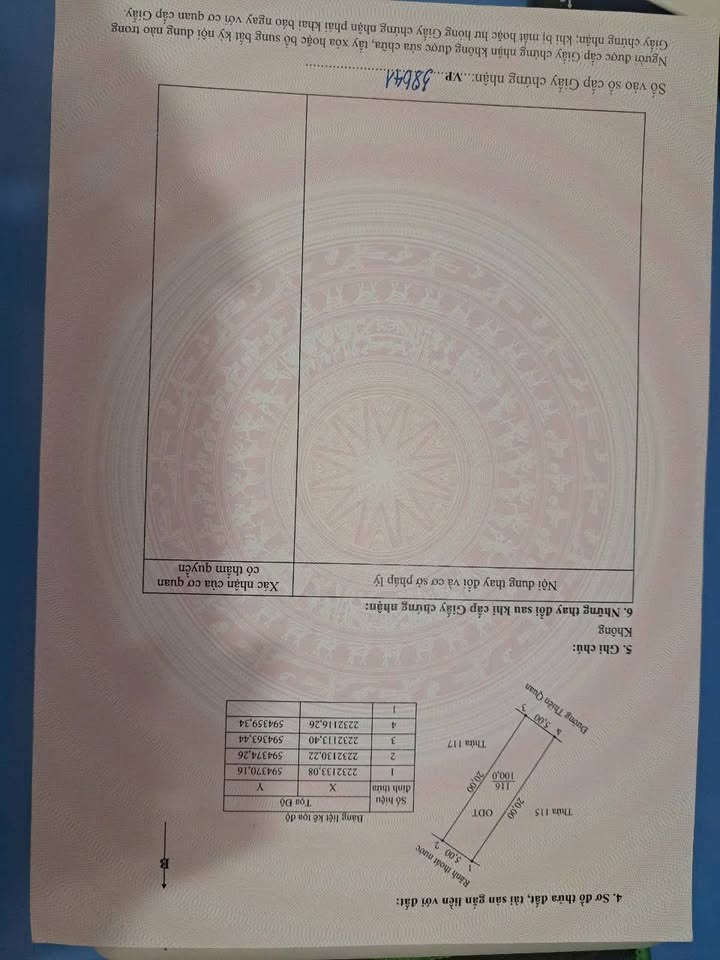 4. Sơ đồ thửa đất, tài sản gắn liền với đất:
B
Rãnh thoát nước
1
5,00
2
Thửa 115
20,00
ODT
116
100,0
20,00
Thửa 117
4
5,00
3
Đường Thiên Quan
Bảng liệt kê tọa độ
Số hiệu đỉnh thửa Tọa Độ
X Y
1 2232133,08 594370,16
2 2232130,22 594374,26
3 2232113,40 594363,44
4 2232116,26 594359,34
1
5. Ghi chú:
Không
6. Những thay đổi sau khi cấp Giấy chứng nhận:
Nội dung thay đổi và cơ sở pháp lý
Xác nhận của cơ quan
có thẩm quyền
Số vào sổ cấp Giấy chứng nhận:...VP...38641......
Người được cấp Giấy chứng nhận không được sửa chữa, tẩy xóa hoặc bổ sung bất kỳ nội dung nào trong
Giấy chứng nhận; khi bị mất hoặc hư hỏng Giấy chứng nhận phải khai báo ngay với cơ quan cấp Giấy.